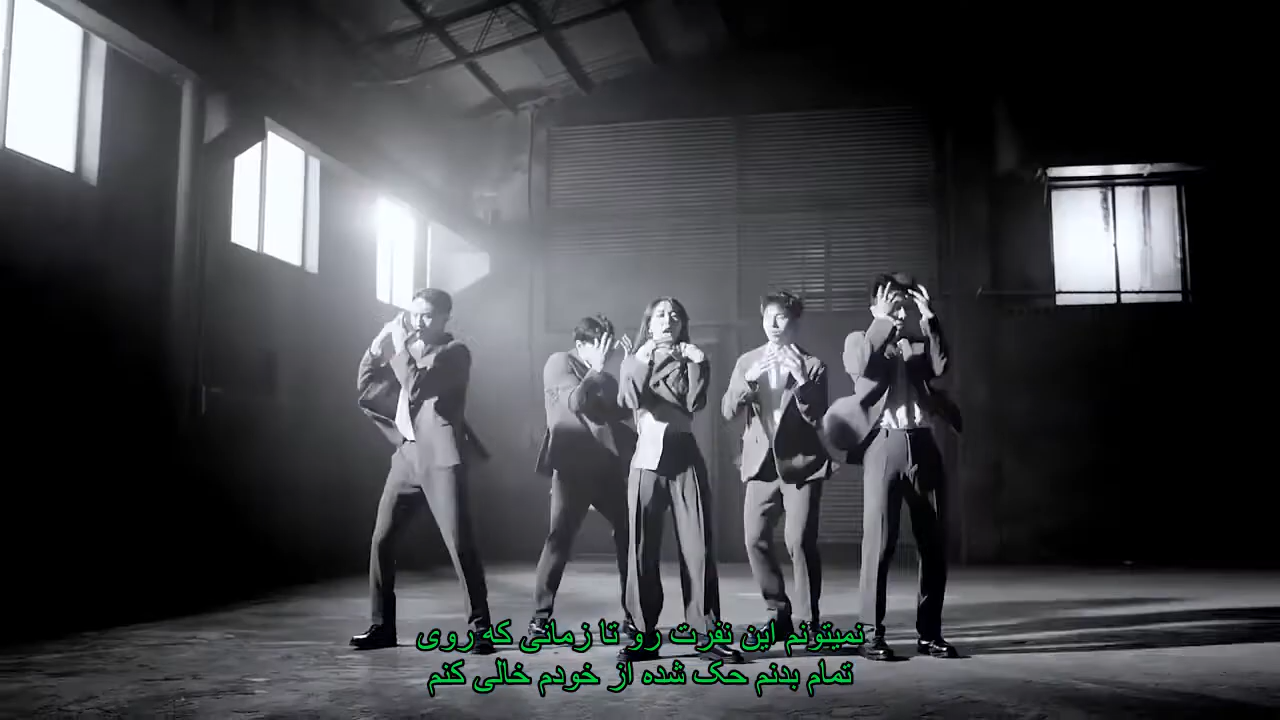 نمیتونم این نفرت رو تا زمانی که روی
تمام بدنم حک شده از خودم خالی کنم